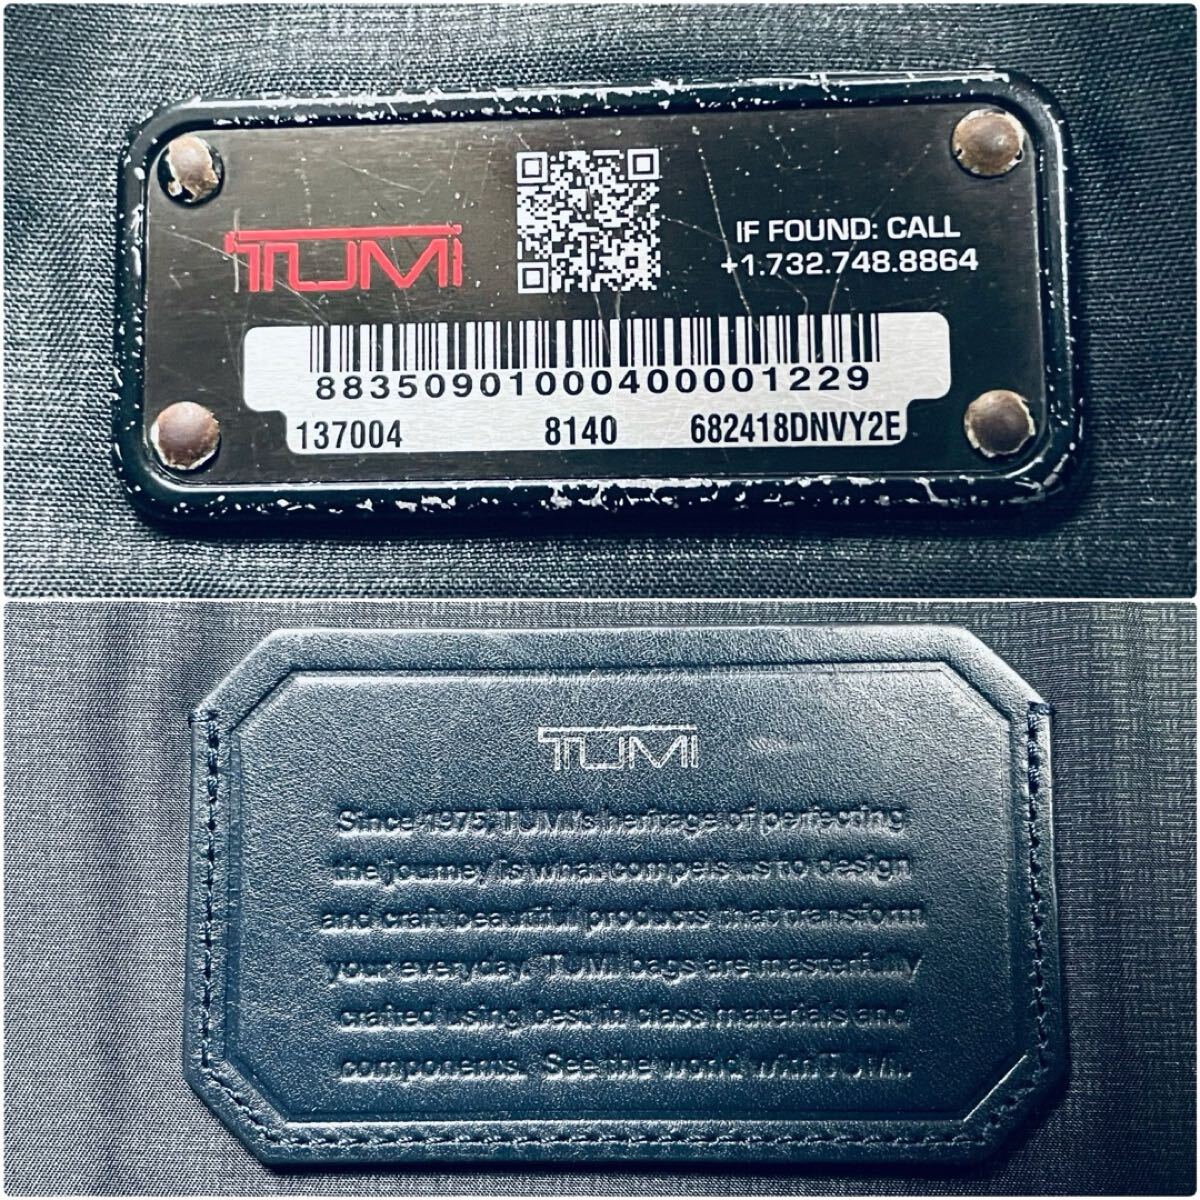 TUMI
IF FOUND: CALL
+1.732.748.8864
88350901000400001229
137004 8140 682418DNVY2E
TUMI
Since 1975, TUMI's heritage of perfecting
the journey is what compels us to design
and craft beautiful products that transform
your everyday. TUMI bags are masterfully
crafted using best in class materials and
components. See the world with TUMI.